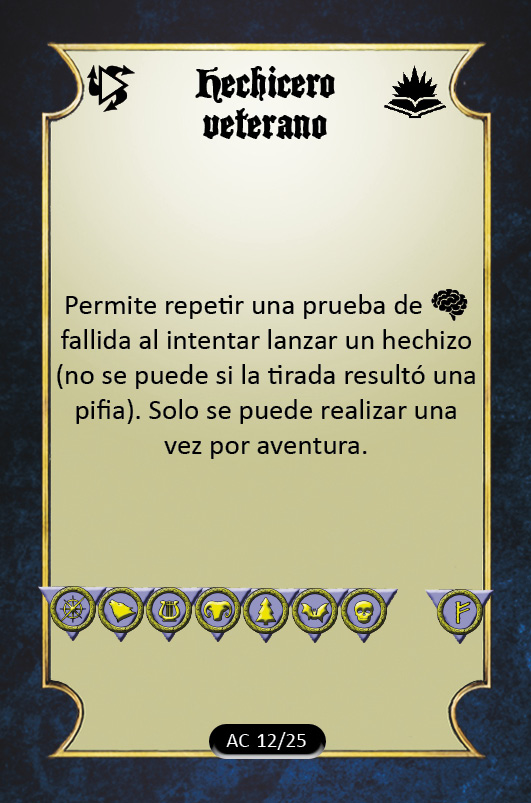 Hechicero
veterano
Permite repetir una prueba de
fallida al intentar lanzar un hechizo
(no se puede si la tirada resultó una
pifia). Solo se puede realizar una
vez por aventura.
AC 12/25